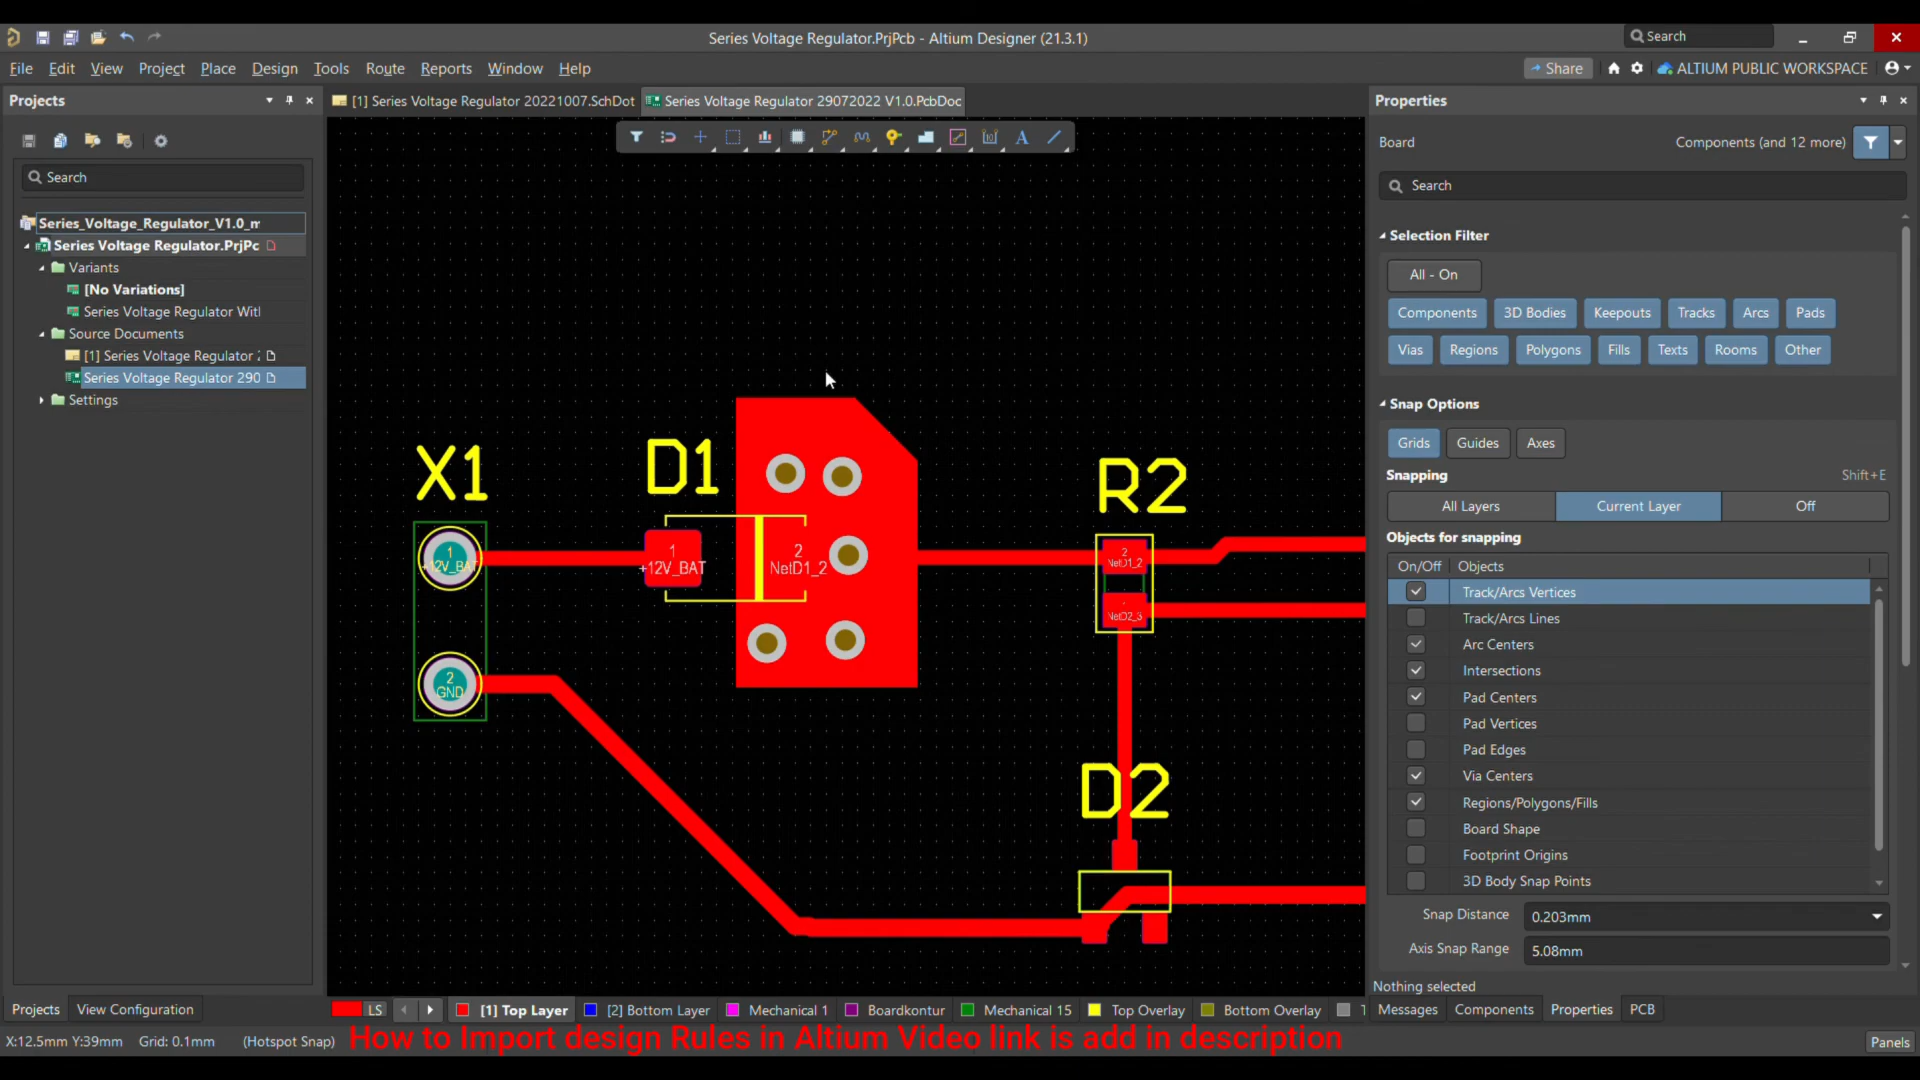 Series Voltage Regulator.PrjPcb - Altium Designer (21.3.1)
Search
File Edit View Project Place Design Tools Route Reports Window Help
Share
ALTIUM PUBLIC WORKSPACE
Projects
[1] Series Voltage Regulator 20221007.SchDot
Series Voltage Regulator 29072022 V1.0.PcbDoc
Properties
Board
Components (and 12 more)
Search
Search
Series_Voltage_Regulator_V1.0_m
Series Voltage Regulator.PrjPc
Variants
[No Variations]
Series Voltage Regulator Witl
Source Documents
[1] Series Voltage Regulator 2
Series Voltage Regulator 290
Settings
X1
1
+12V_BAT
2
GND
D1
1
+12V_BAT
2
NetD1_2
R2
2
NetD1_2
NetD2_3
D2
Selection Filter
All - On
Components 3D Bodies Keepouts Tracks Arcs Pads
Vias Regions Polygons Fills Texts Rooms Other
Snap Options
Grids Guides Axes
Snapping Shift+E
All Layers Current Layer Off
Objects for snapping
On/Off Objects
Track/Arcs Vertices
Track/Arcs Lines
Arc Centers
Intersections
Pad Centers
Pad Vertices
Pad Edges
Via Centers
Regions/Polygons/Fills
Board Shape
Footprint Origins
3D Body Snap Points
Snap Distance 0.203mm
Axis Snap Range 5.08mm
Nothing selected
Projects View Configuration
LS [1] Top Layer [2] Bottom Layer Mechanical 1 Boardkontur Mechanical 15 Top Overlay Bottom Overlay T
Messages Components Properties PCB
X:12.5mm Y:39mm Grid: 0.1mm (Hotspot Snap)
How to Import design Rules in Altium Video link is add in description
Panels